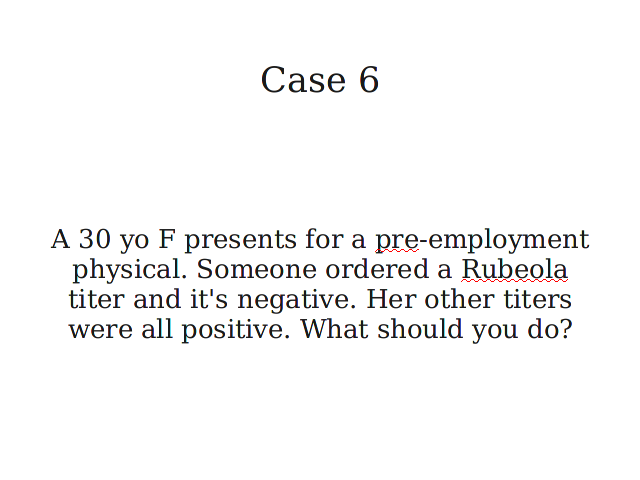 Case 6
A 30 yo F presents for a pre-employment
physical. Someone ordered a Rubeola
titer and it's negative. Her other titers
were all positive. What should you do?